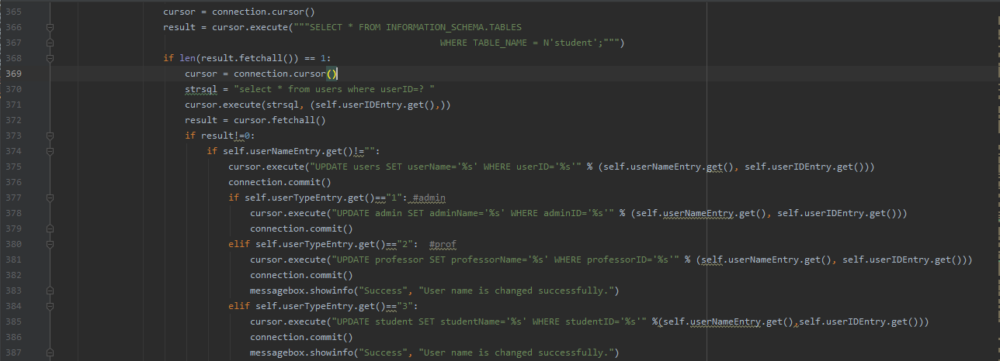 365 cursor = connection.cursor()
366 result = cursor.execute("""SELECT * FROM INFORMATION_SCHEMA.TABLES
367 WHERE TABLE_NAME = N'student';""")
368 if len(result.fetchall()) == 1:
369 cursor = connection.cursor()
370 strsql = "select * from users where userID=? "
371 cursor.execute(strsql, (self.userIDEntry.get(),))
372 result = cursor.fetchall()
373 if result!=0:
374 if self.userNameEntry.get()!="":
375 cursor.execute("UPDATE users SET userName='%s' WHERE userID='%s'" % (self.userNameEntry.get(), self.userIDEntry.get()))
376 connection.commit()
377 if self.userTypeEntry.get()=="1": #admin
378 cursor.execute("UPDATE admin SET adminName='%s' WHERE adminID='%s'" % (self.userNameEntry.get(), self.userIDEntry.get()))
379 connection.commit()
380 elif self.userTypeEntry.get()=="2": #prof
381 cursor.execute("UPDATE professor SET professorName='%s' WHERE professorID='%s'" % (self.userNameEntry.get(), self.userIDEntry.get()))
382 connection.commit()
383 messagebox.showinfo("Success", "User name is changed successfully.")
384 elif self.userTypeEntry.get()=="3":
385 cursor.execute("UPDATE student SET studentName='%s' WHERE studentID='%s'" %(self.userNameEntry.get(),self.userIDEntry.get()))
386 connection.commit()
387 messagebox.showinfo("Success", "User name is changed successfully.")